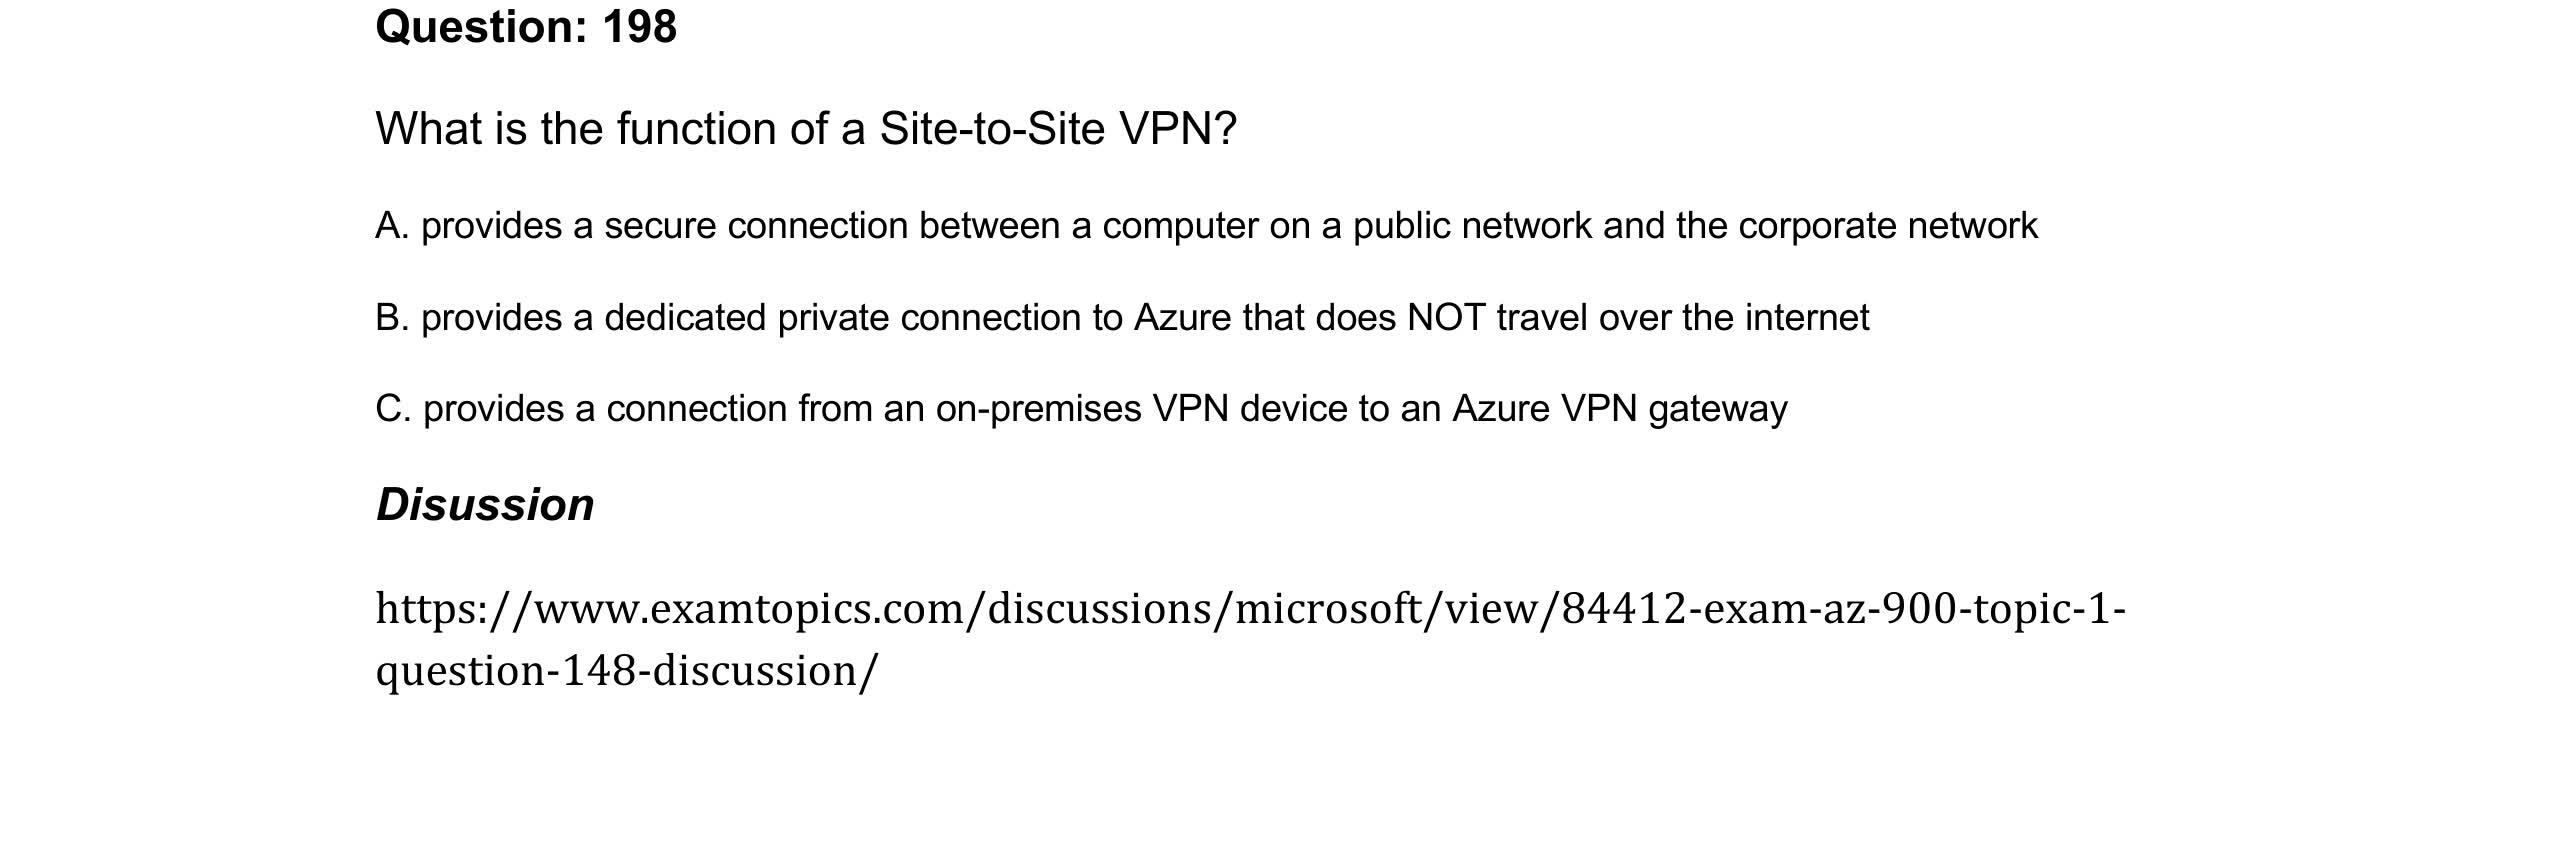 Question: 198
What is the function of a Site-to-Site VPN?
A. provides a secure connection between a computer on a public network and the corporate network
B. provides a dedicated private connection to Azure that does NOT travel over the internet
C. provides a connection from an on-premises VPN device to an Azure VPN gateway
Disussion
https://www.examtopics.com/discussions/microsoft/view/84412-exam-az-900-topic-1-
question-148-discussion/